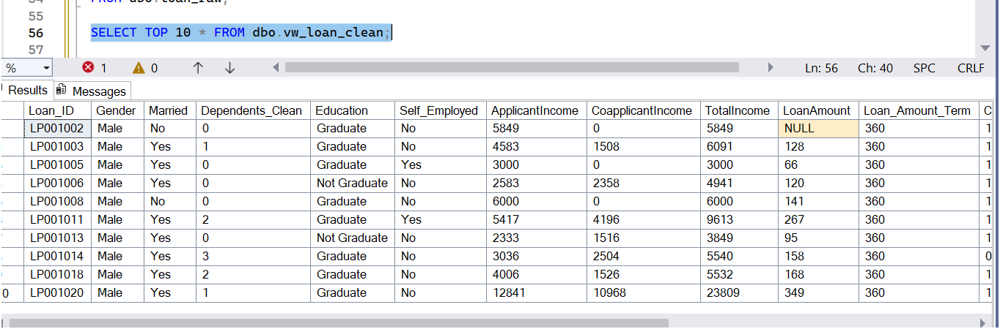 54 FROM dbo.loan_raw;
55
56 SELECT TOP 10 * FROM dbo.vw_loan_clean;
57
% 1 0 Ln: 56 Ch: 40 SPC CRLF
Results Messages
Loan_ID Gender Married Dependents_Clean Education Self_Employed ApplicantIncome CoapplicantIncome TotalIncome LoanAmount Loan_Amount_Term C
LP001002 Male No 0 Graduate No 5849 0 5849 NULL 360 1
LP001003 Male Yes 1 Graduate No 4583 1508 6091 128 360 1
LP001005 Male Yes 0 Graduate Yes 3000 0 3000 66 360 1
LP001006 Male Yes 0 Not Graduate No 2583 2358 4941 120 360 1
LP001008 Male No 0 Graduate No 6000 0 6000 141 360 1
LP001011 Male Yes 2 Graduate Yes 5417 4196 9613 267 360 1
LP001013 Male Yes 0 Not Graduate No 2333 1516 3849 95 360 1
LP001014 Male Yes 3 Graduate No 3036 2504 5540 158 360 0
LP001018 Male Yes 2 Graduate No 4006 1526 5532 168 360 1
0 LP001020 Male Yes 1 Graduate No 12841 10968 23809 349 360 1